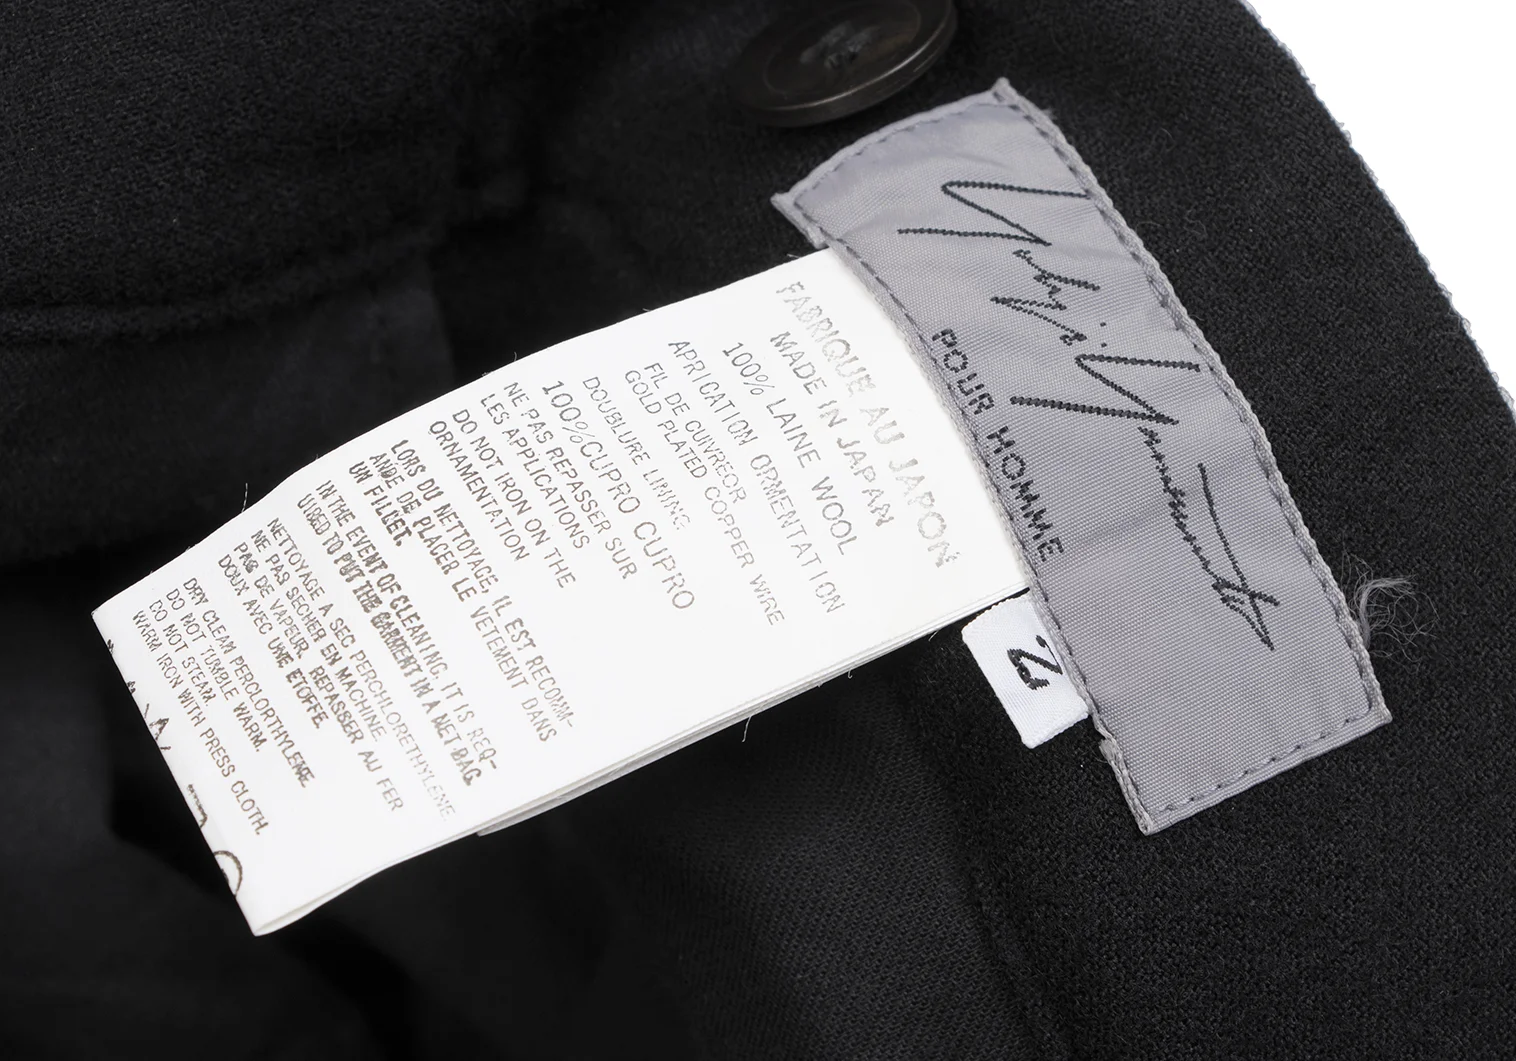 Yohji Yamamoto
POUR HOMME
2
FABRIQUE AU JAPON
MADE IN JAPAN
100% LAINE WOOL
APRICATION ORMENTATION
FIL DE CUIVREOR
GOLD PLATED COPPER WIRE
DOUBLURE LINING
100%CUPRO CUPRO
NE PAS REPASSER SUR
LES APPLICATIONS
DO NOT IRON ON THE
ORNAMENTATION
LORS DU NETTOYAGE, IL EST RECOMM-
ANDE DE PLACER LE VETEMENT DANS
UN FILLET.
IN THE EVENT OF CLEANING, IT IS REQ-
UIRED TO PUT THE GARMENT IN A NET BAG.
NETTOYAGE A SEC PERCHLORETHYLENE
NE PAS SECHER EN MACHINE
PAS DE VAPEUR. REPASSER AU FER
DOUX AVEC UNE ETOFFE
DRY CLEAN PERCLORTHYLENE
DO NOT TUMBLE WARM.
DO NOT STEAM.
WARM IRON WITH PRESS CLOTH.